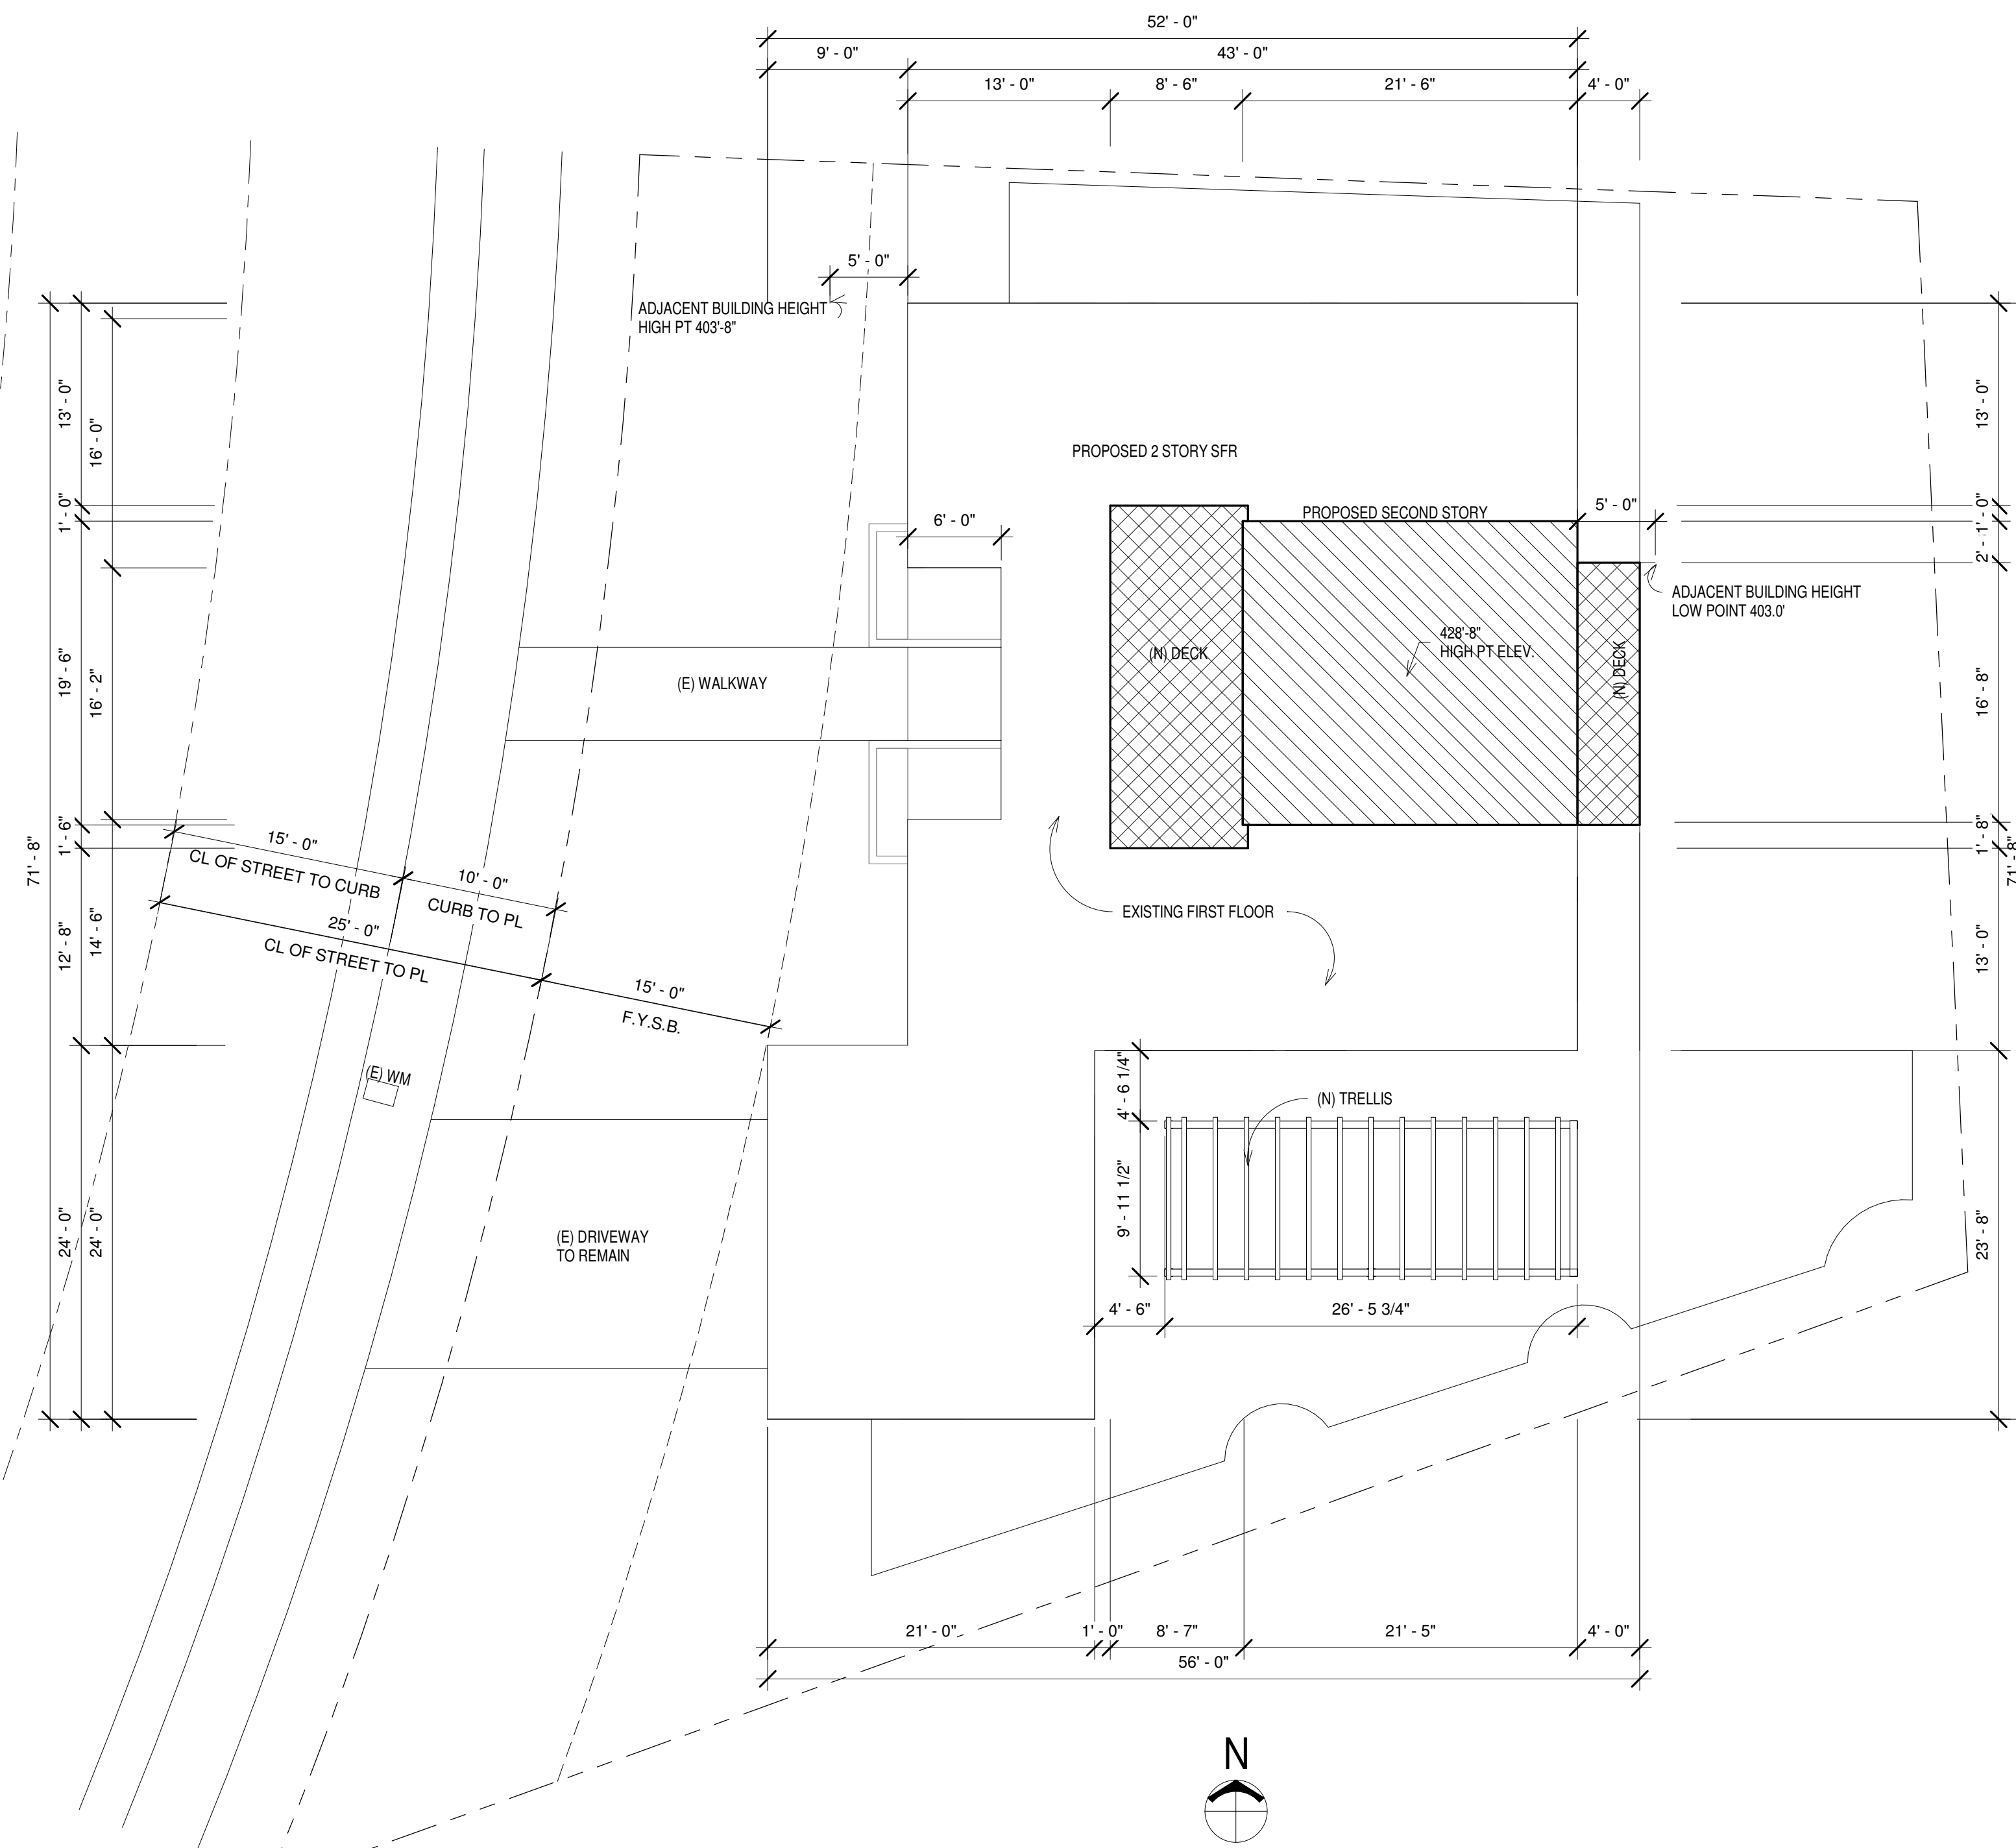 52' - 0"
9' - 0"
43' - 0"
13' - 0"
8' - 6"
21' - 6"
4' - 0"
5' - 0"
ADJACENT BUILDING HEIGHT
HIGH PT 403'-8"
13' - 0"
16' - 0"
1' - 0"
19' - 6"
16' - 2"
1' - 6"
71' - 8"
12' - 8"
14' - 6"
24' - 0"
24' - 0"
PROPOSED 2 STORY SFR
PROPOSED SECOND STORY
6' - 0"
5' - 0"
13' - 0"
1' - 0"
ADJACENT BUILDING HEIGHT
LOW POINT 403.0'
428'-8"
HIGH PT ELEV.
(N) DECK
(N) DECK
(E) WALKWAY
16' - 8"
1' - 8"
71' - 8"
13' - 0"
23' - 8"
15' - 0"
CL OF STREET TO CURB
10' - 0"
CURB TO PL
25' - 0"
CL OF STREET TO PL
15' - 0"
F.Y.S.B.
EXISTING FIRST FLOOR
(E) WM
4' - 6 1/4"
(N) TRELLIS
9' - 11 1/2"
(E) DRIVEWAY
TO REMAIN
4' - 6"
26' - 5 3/4"
21' - 0"
1' - 0"
8' - 7"
21' - 5"
4' - 0"
56' - 0"
N